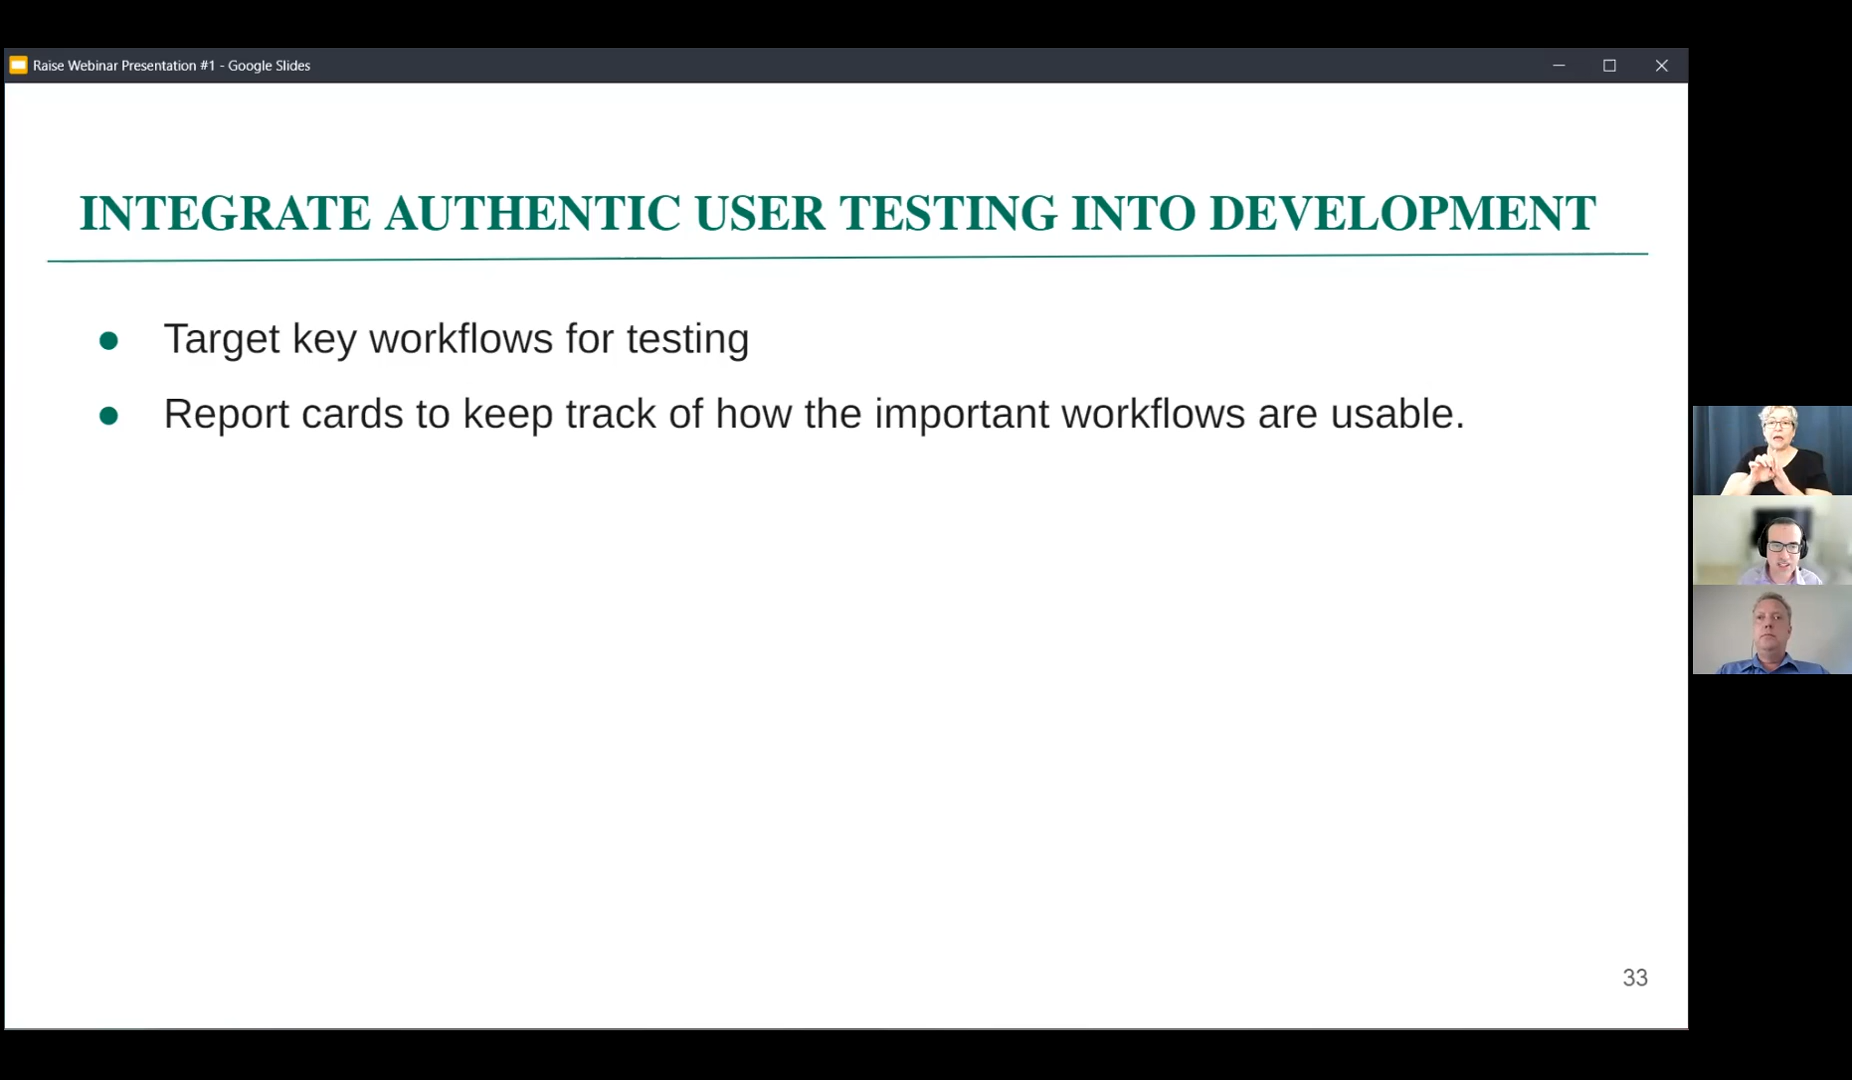 Raise Webinar Presentation #1 - Google Slides
INTEGRATE AUTHENTIC USER TESTING INTO DEVELOPMENT
● Target key workflows for testing
● Report cards to keep track of how the important workflows are usable.
33